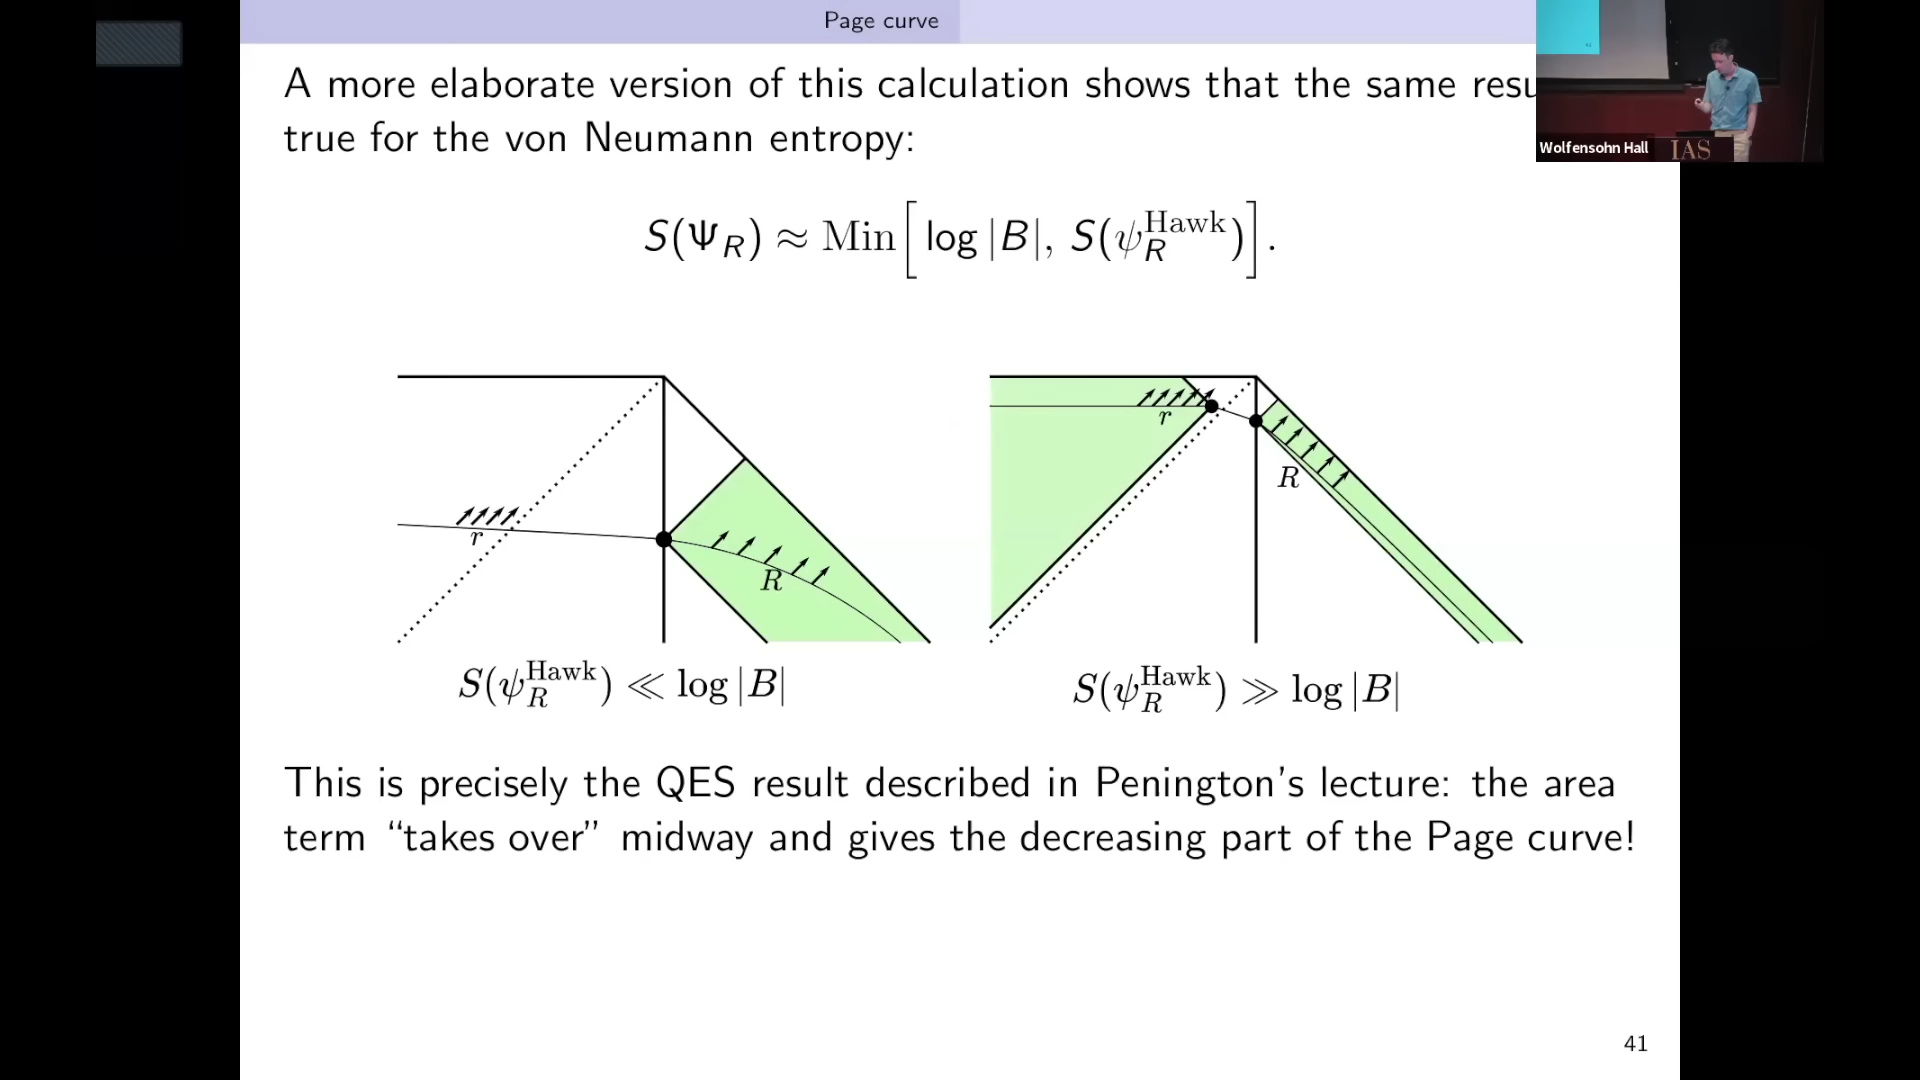 Page curve
A more elaborate version of this calculation shows that the same
true for the von Neumann entropy:
S(Ψ_R) ≈ Min[ log |B|, S(ψ_R^Hawk) ].
Wolfensohn Hall
IAS
r
R
r
R
S(ψ_R^Hawk) ≪ log |B|
S(ψ_R^Hawk) ≫ log |B|
This is precisely the QES result described in Penington's lecture: the area
term “takes over” midway and gives the decreasing part of the Page curve!
41